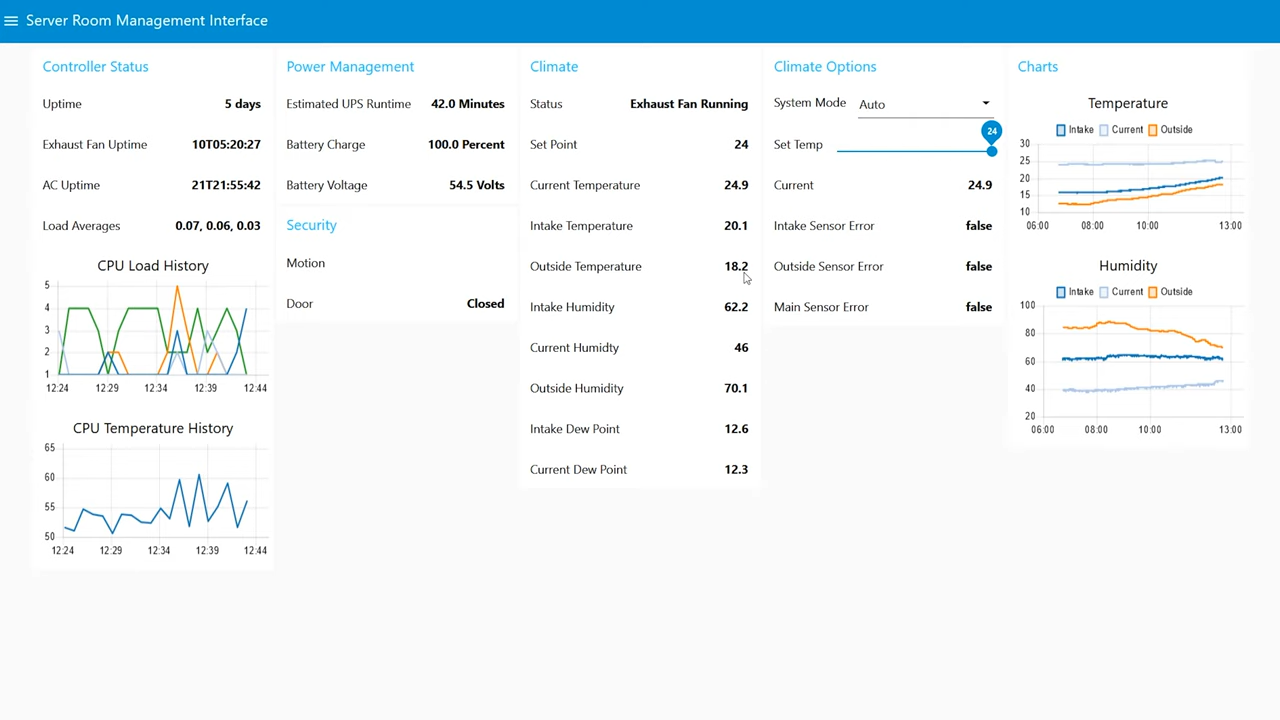 Server Room Management Interface
Controller Status
Uptime 5 days
Exhaust Fan Uptime 10T05:20:27
AC Uptime 21T21:55:42
Load Averages 0.07, 0.06, 0.03
CPU Load History
5
4
3
2
1
12:24 12:29 12:34 12:39 12:44
CPU Temperature History
65
60
55
50
12:24 12:29 12:34 12:39 12:44
Power Management
Estimated UPS Runtime 42.0 Minutes
Battery Charge 100.0 Percent
Battery Voltage 54.5 Volts
Security
Motion
Door Closed
Climate
Status Exhaust Fan Running
Set Point 24
Current Temperature 24.9
Intake Temperature 20.1
Outside Temperature 18.2
Intake Humidity 62.2
Current Humidty 46
Outside Humidity 70.1
Intake Dew Point 12.6
Current Dew Point 12.3
Climate Options
System Mode Auto
24
Set Temp
Current 24.9
Intake Sensor Error false
Outside Sensor Error false
Main Sensor Error false
Charts
Temperature
Intake Current Outside
30
25
20
15
10
06:00 08:00 10:00 13:00
Humidity
Intake Current Outside
100
80
60
40
20
06:00 08:00 10:00 13:00